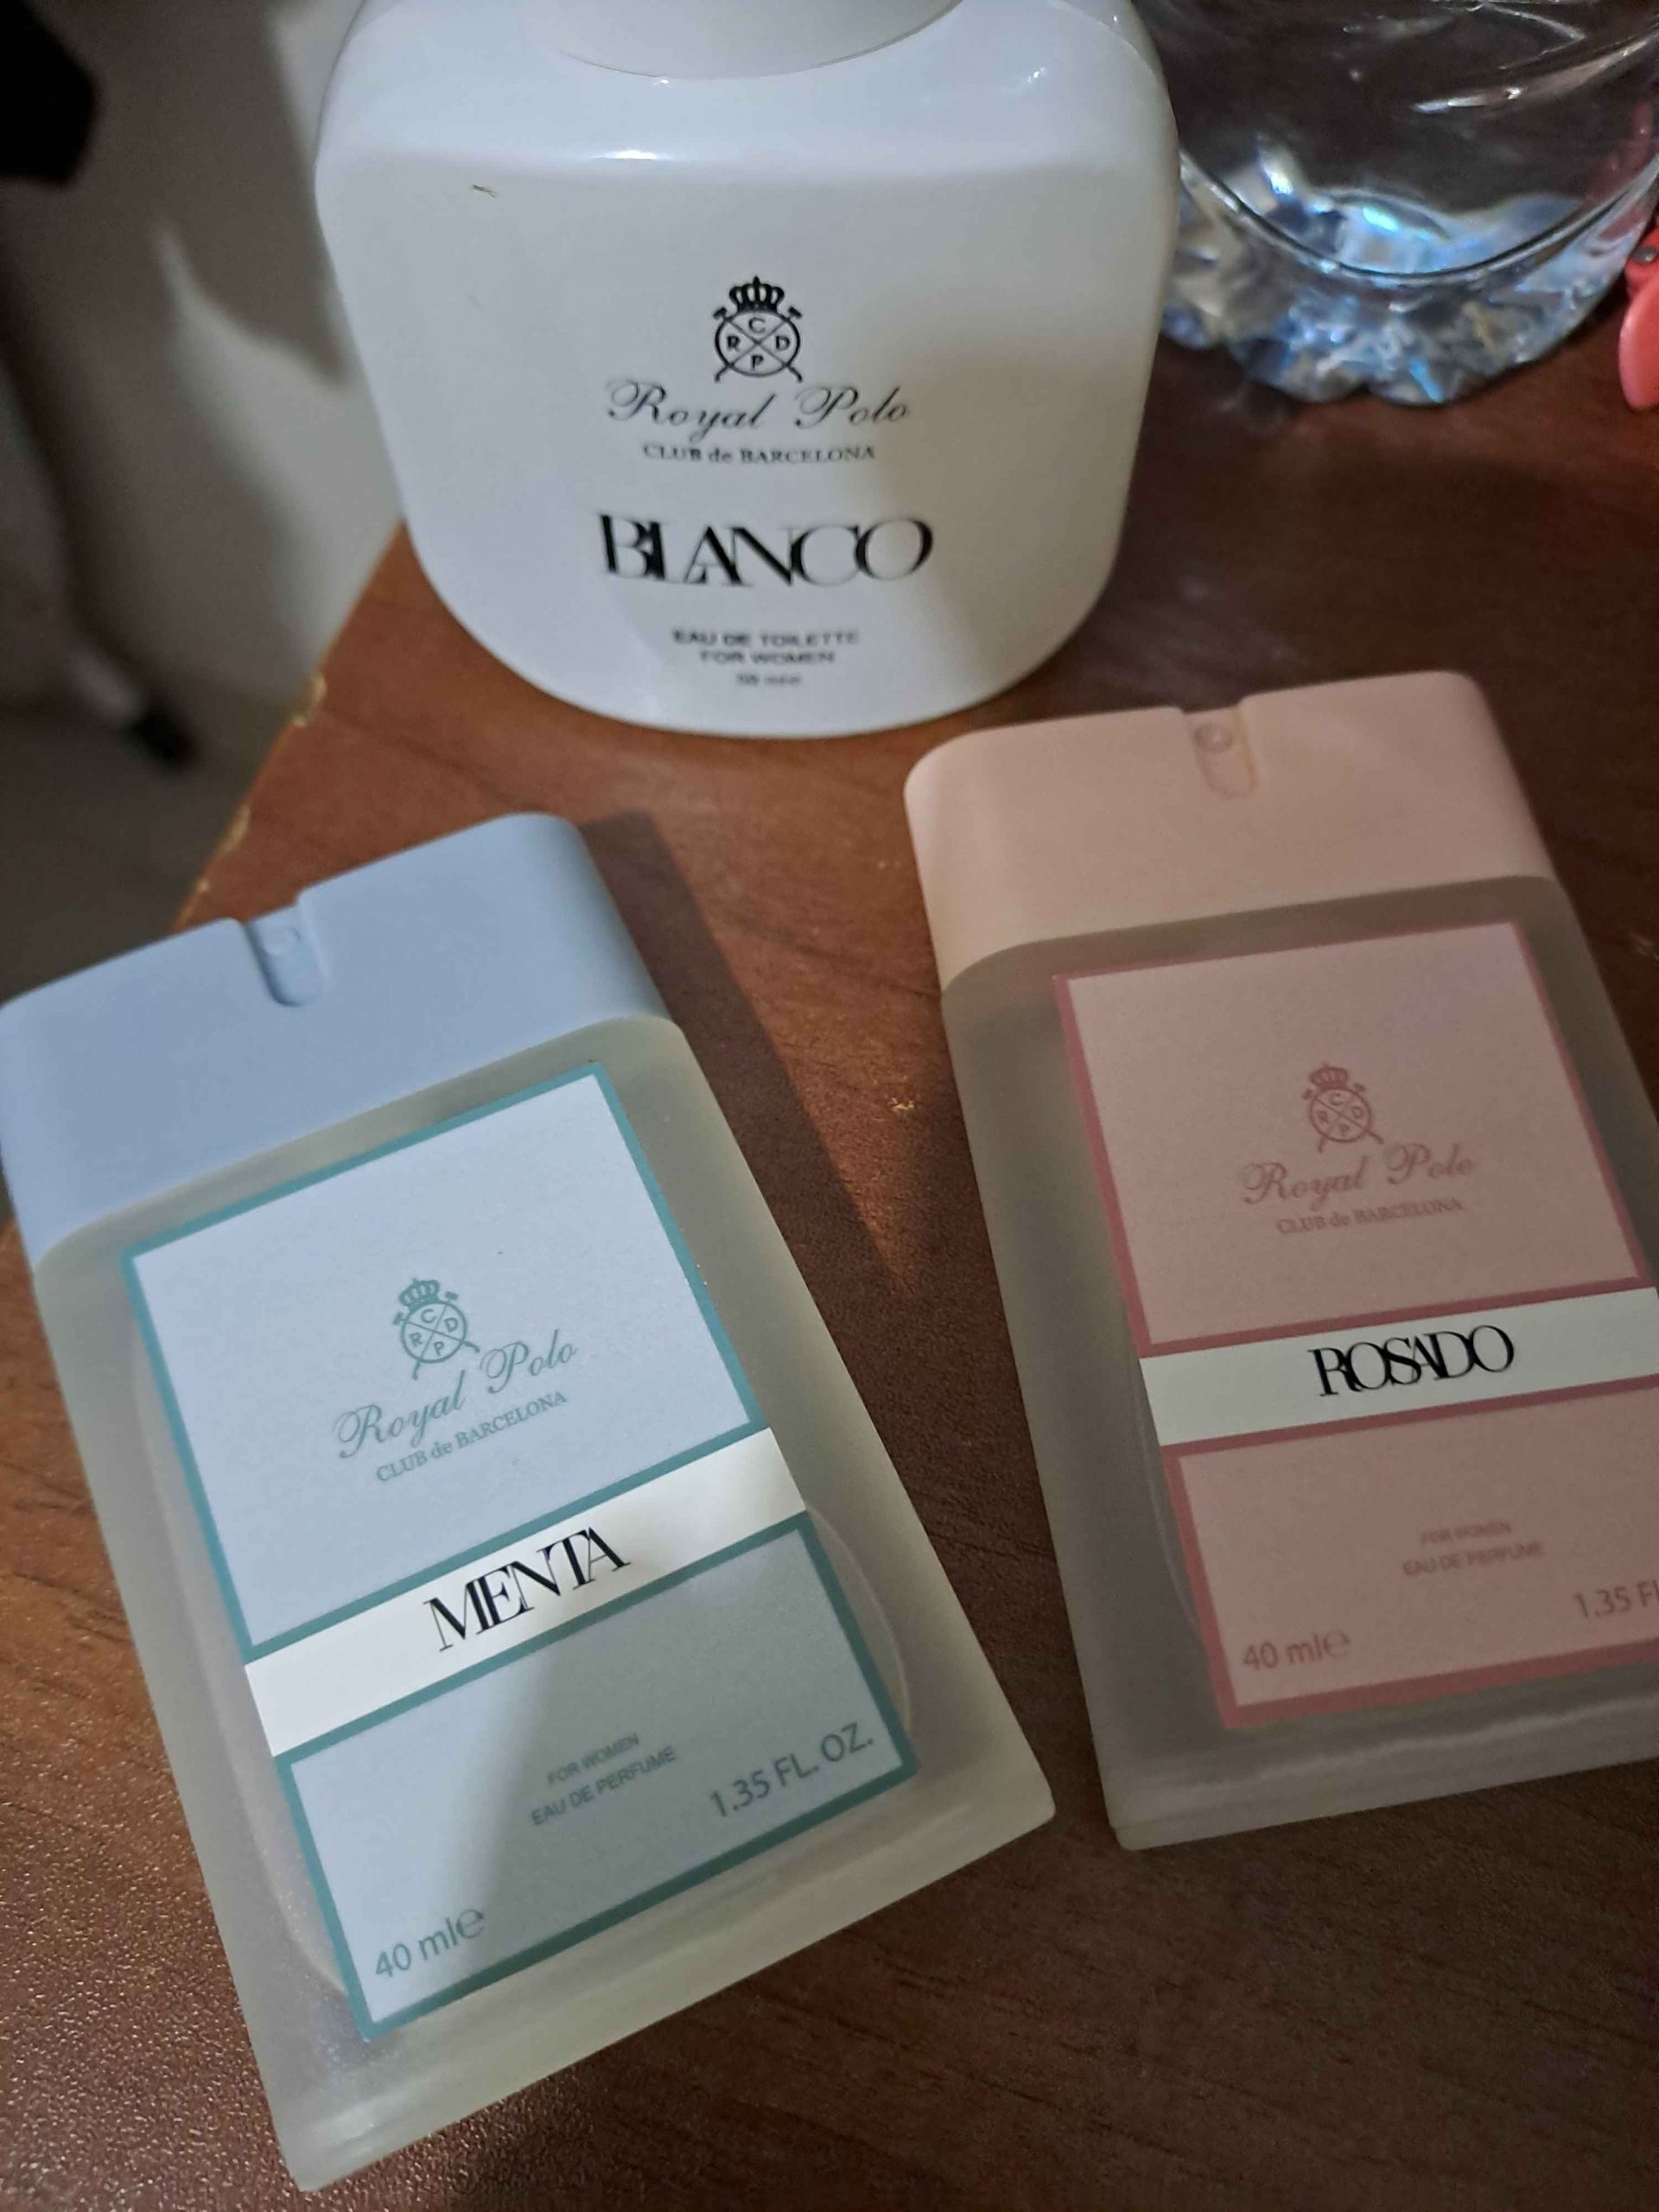 C
R D
P
Royal Polo
CLUB de BARCELONA
BLANCO
EAU DE TOILETTE
FOR WOMEN
C
R D
P
Royal Polo
CLUB de BARCELONA
MENTA
FOR WOMEN
EAU DE PERFUME
1.35 FL. OZ.
40 ml℮
C
R D
P
Royal Polo
CLUB de BARCELONA
ROSADO
FOR WOMEN
EAU DE PERFUME
1.35
40 ml℮